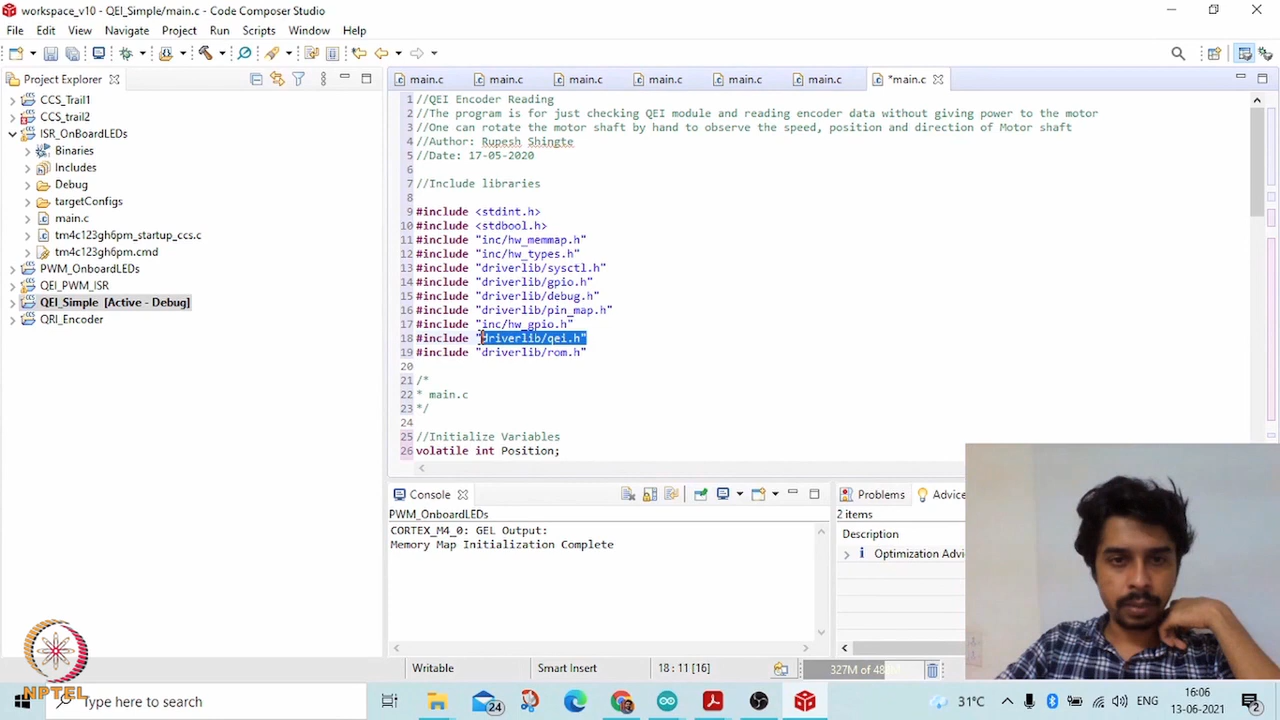 workspace_v10 - QEI_Simple/main.c - Code Composer Studio
File Edit View Navigate Project Run Scripts Window Help
Project Explorer
main.c main.c main.c main.c main.c main.c *main.c
CCS_Trail1
CCS_trail2
ISR_OnBoardLEDs
Binaries
Includes
Debug
targetConfigs
main.c
tm4c123gh6pm_startup_ccs.c
tm4c123gh6pm.cmd
PWM_OnboardLEDs
QEI_PWM_ISR
QEI_Simple [Active - Debug]
QRI_Encoder
1 //QEI Encoder Reading
2 //The program is for just checking QEI module and reading encoder data without giving power to the motor
3 //One can rotate the motor shaft by hand to observe the speed, position and direction of Motor shaft
4 //Author: Rupesh Shingte
5 //Date: 17-05-2020
6
7 //Include libraries
8
9 #include <stdint.h>
10 #include <stdbool.h>
11 #include "inc/hw_memmap.h"
12 #include "inc/hw_types.h"
13 #include "driverlib/sysctl.h"
14 #include "driverlib/gpio.h"
15 #include "driverlib/debug.h"
16 #include "driverlib/pin_map.h"
17 #include "inc/hw_gpio.h"
18 #include "driverlib/qei.h"
19 #include "driverlib/rom.h"
20
21 /*
22 * main.c
23 */
24
25 //Initialize Variables
26 volatile int Position;
Console
PWM_OnboardLEDs
CORTEX_M4_0: GEL Output:
Memory Map Initialization Complete
Problems Advice
2 items
Description
Optimization Advi
Writable Smart Insert 18 : 11 [16] 327M of 48
NPTEL
Type here to search
24
31°C
ENG
16:06
13-06-2021
2